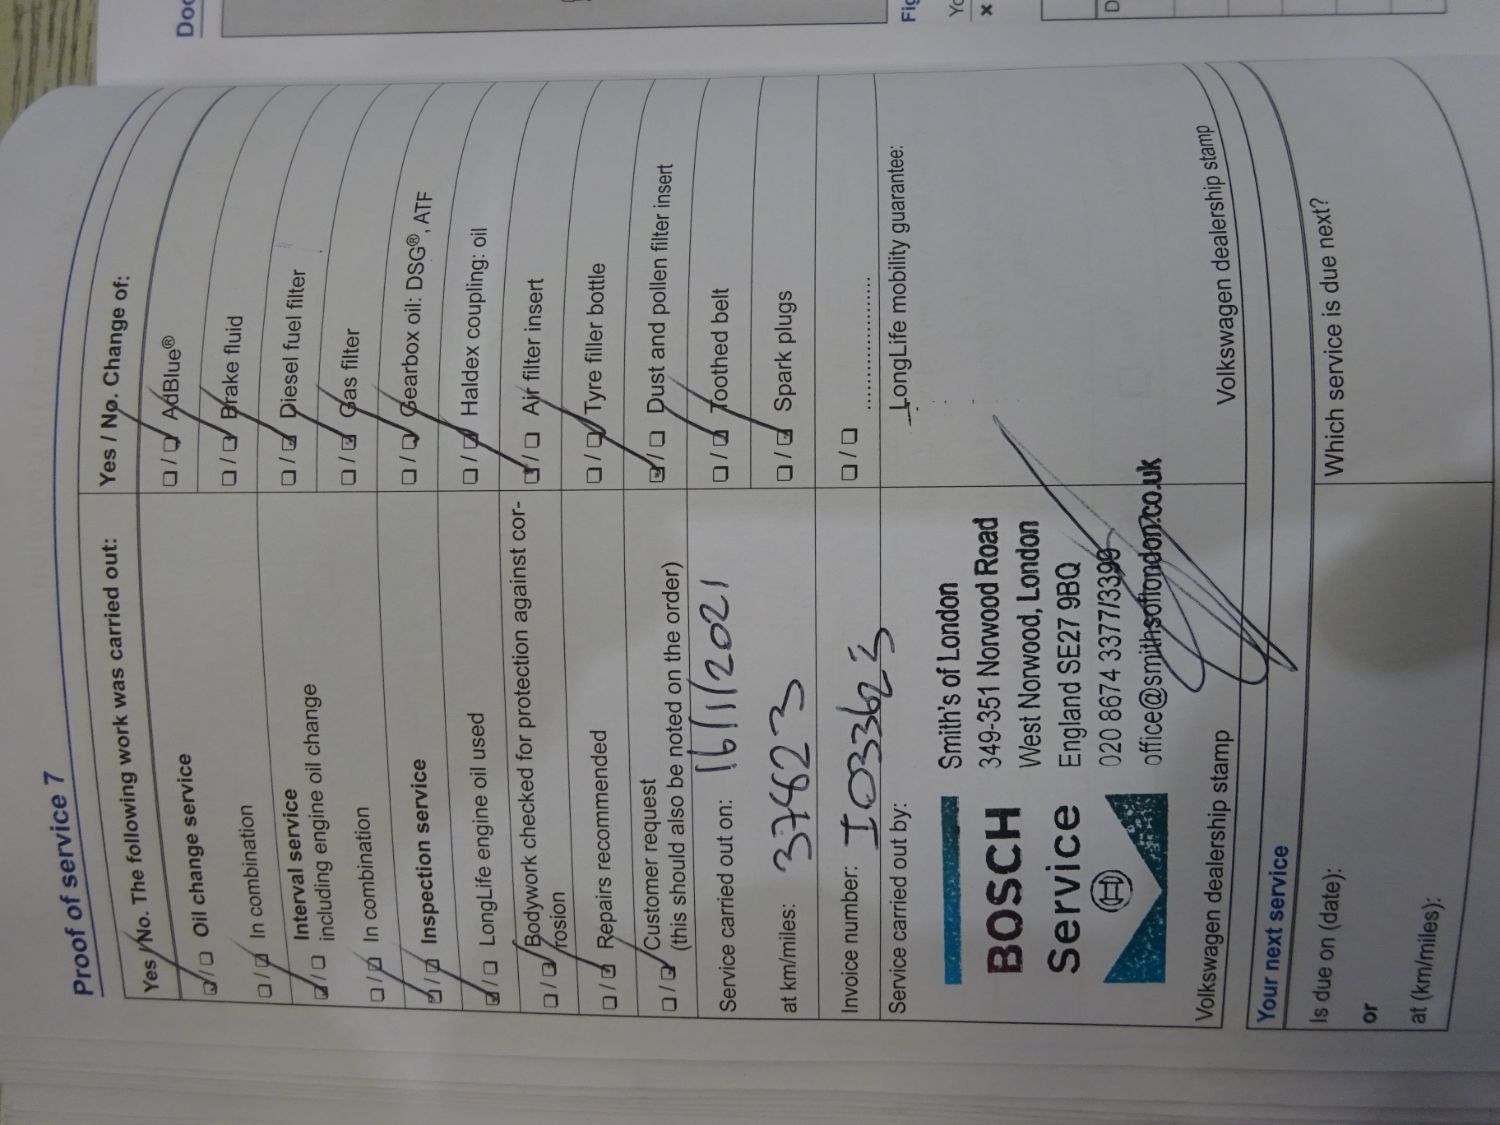 Proof of service 7
Yes / No. The following work was carried out:
Oil change service
In combination
Interval service
including engine oil change
In combination
Inspection service
LongLife engine oil used
Bodywork checked for protection against cor-
rosion
Repairs recommended
Customer request
(this should also be noted on the order)
Service carried out on: 16/1/2021
at km/miles: 37823
Invoice number: I033623
Service carried out by:
BOSCH
Service
Smith's of London
349-351 Norwood Road
West Norwood, London
England SE27 9BQ
020 8674 3377/3399
office@smithsoflondon.co.uk
Volkswagen dealership stamp
Yes / No. Change of:
AdBlue®
Brake fluid
Diesel fuel filter
Gas filter
Gearbox oil: DSG®, ATF
Haldex coupling: oil
Air filter insert
Tyre filler bottle
Dust and pollen filter insert
Toothed belt
Spark plugs
LongLife mobility guarantee:
Volkswagen dealership stamp
Your next service
Is due on (date):
or
at (km/miles):
Which service is due next?